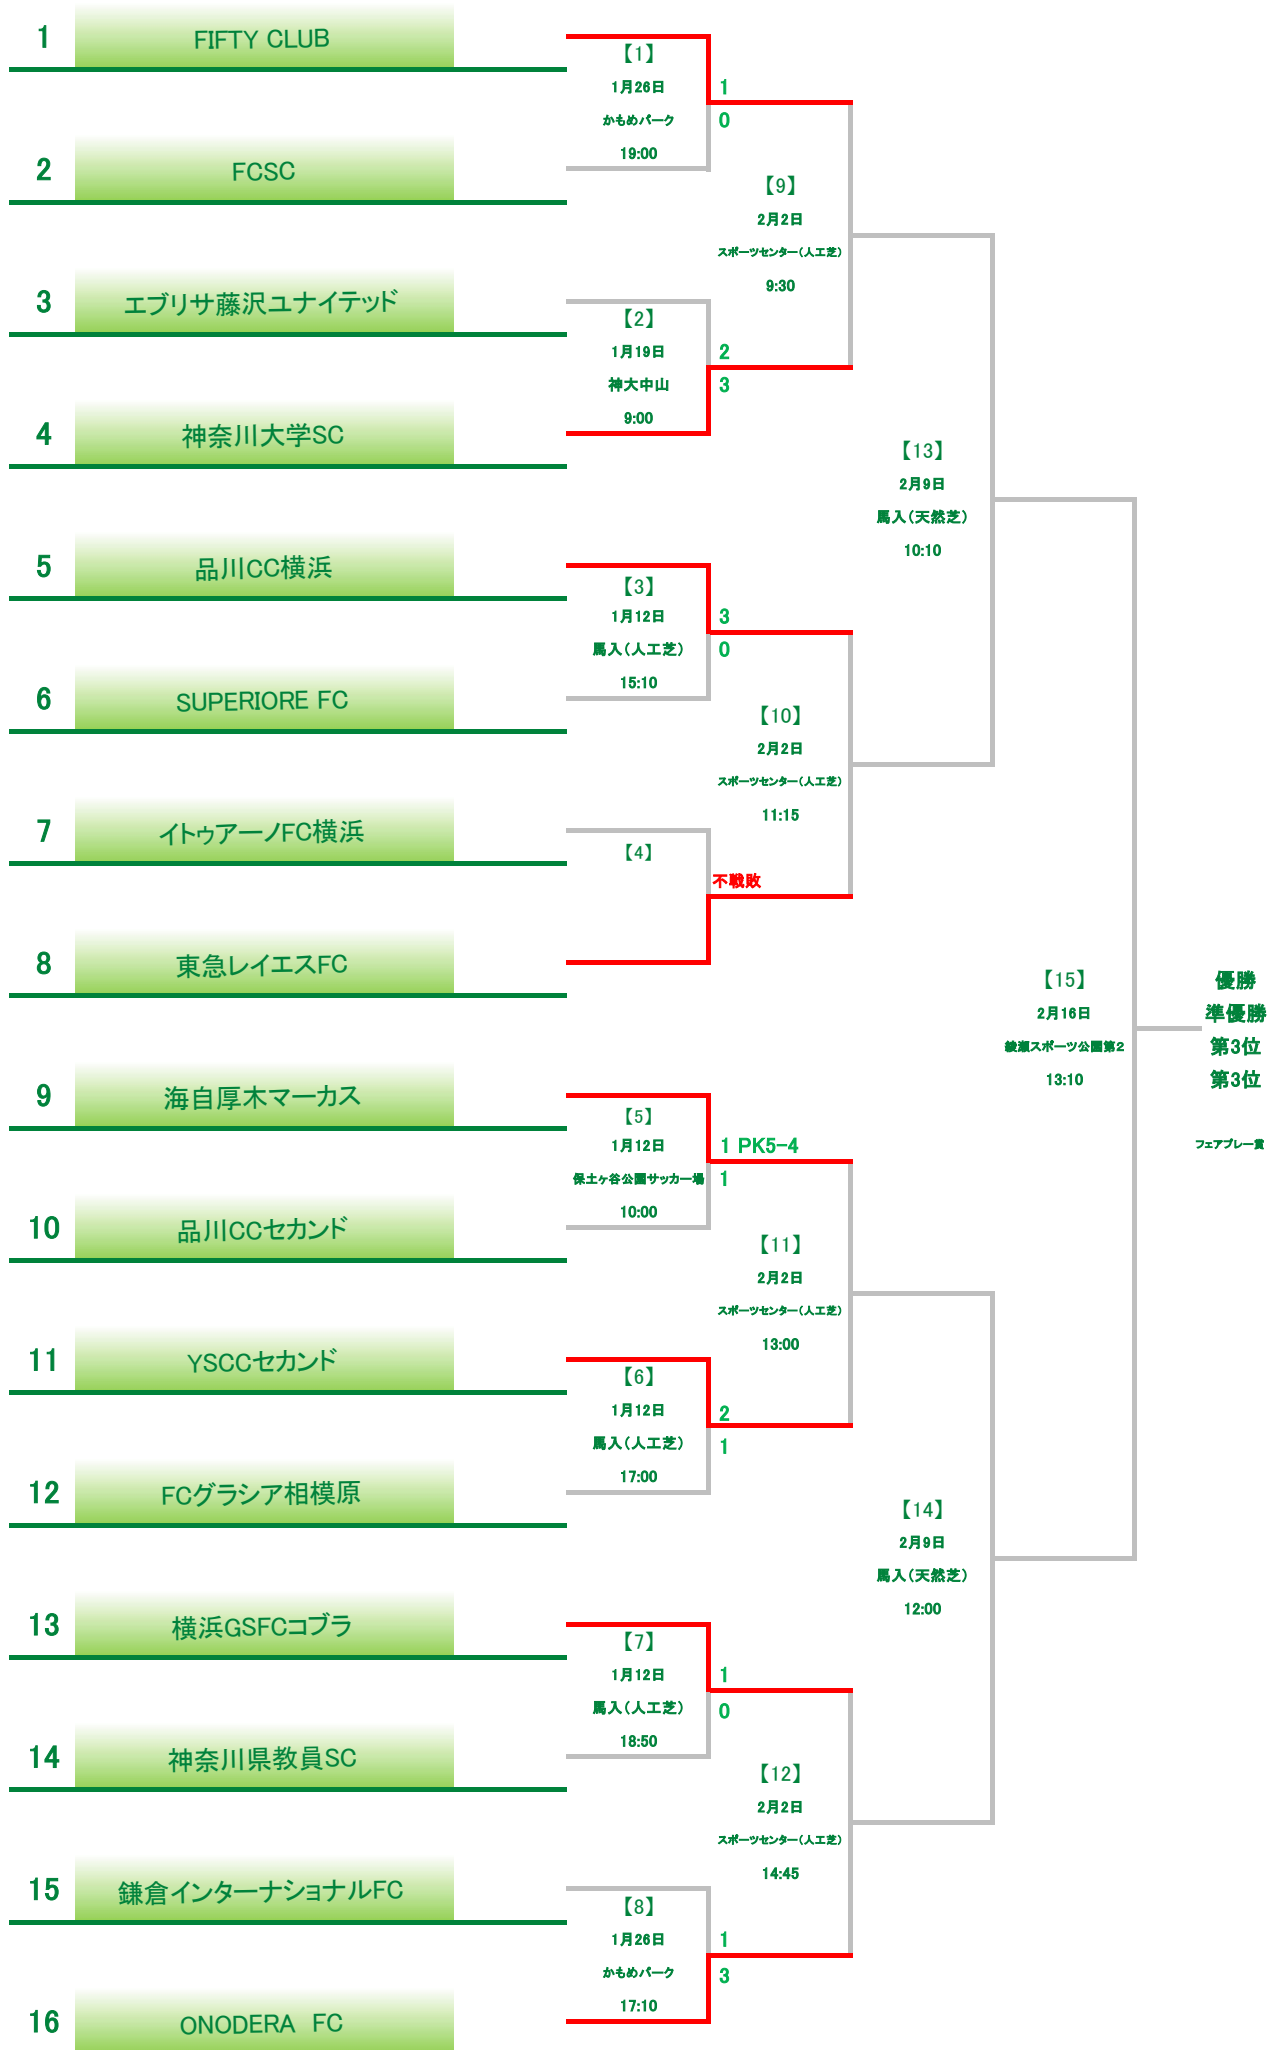 1 FIFTY CLUB
2 FCSC
3 エブリサ藤沢ユナイテッド
4 神奈川大学SC
5 品川CC横浜
6 SUPERIORE FC
7 イトゥアーノFC横浜
8 東急レイエスFC
9 海自厚木マーカス
10 品川CCセカンド
11 YSCCセカンド
12 FCグラシア相模原
13 横浜GSFCコブラ
14 神奈川県教員SC
15 鎌倉インターナショナルFC
16 ONODERA FC
【1】
1月26日
かもめパーク
19:00
1
0
【2】
1月19日
神大中山
9:00
2
3
【3】
1月12日
馬入(人工芝)
15:10
3
0
【4】
不戦敗
【5】
1月12日
保土ヶ谷公園サッカー場
10:00
1 PK5-4
1
【6】
1月12日
馬入(人工芝)
17:00
2
1
【7】
1月12日
馬入(人工芝)
18:50
1
0
【8】
1月26日
かもめパーク
17:10
1
3
【9】
2月2日
スポーツセンター(人工芝)
9:30
【10】
2月2日
スポーツセンター(人工芝)
11:15
【11】
2月2日
スポーツセンター(人工芝)
13:00
【12】
2月2日
スポーツセンター(人工芝)
14:45
【13】
2月9日
馬入(天然芝)
10:10
【14】
2月9日
馬入(天然芝)
12:00
【15】
2月16日
綾瀬スポーツ公園第2
13:10
優勝
準優勝
第3位
第3位
フェアプレー賞